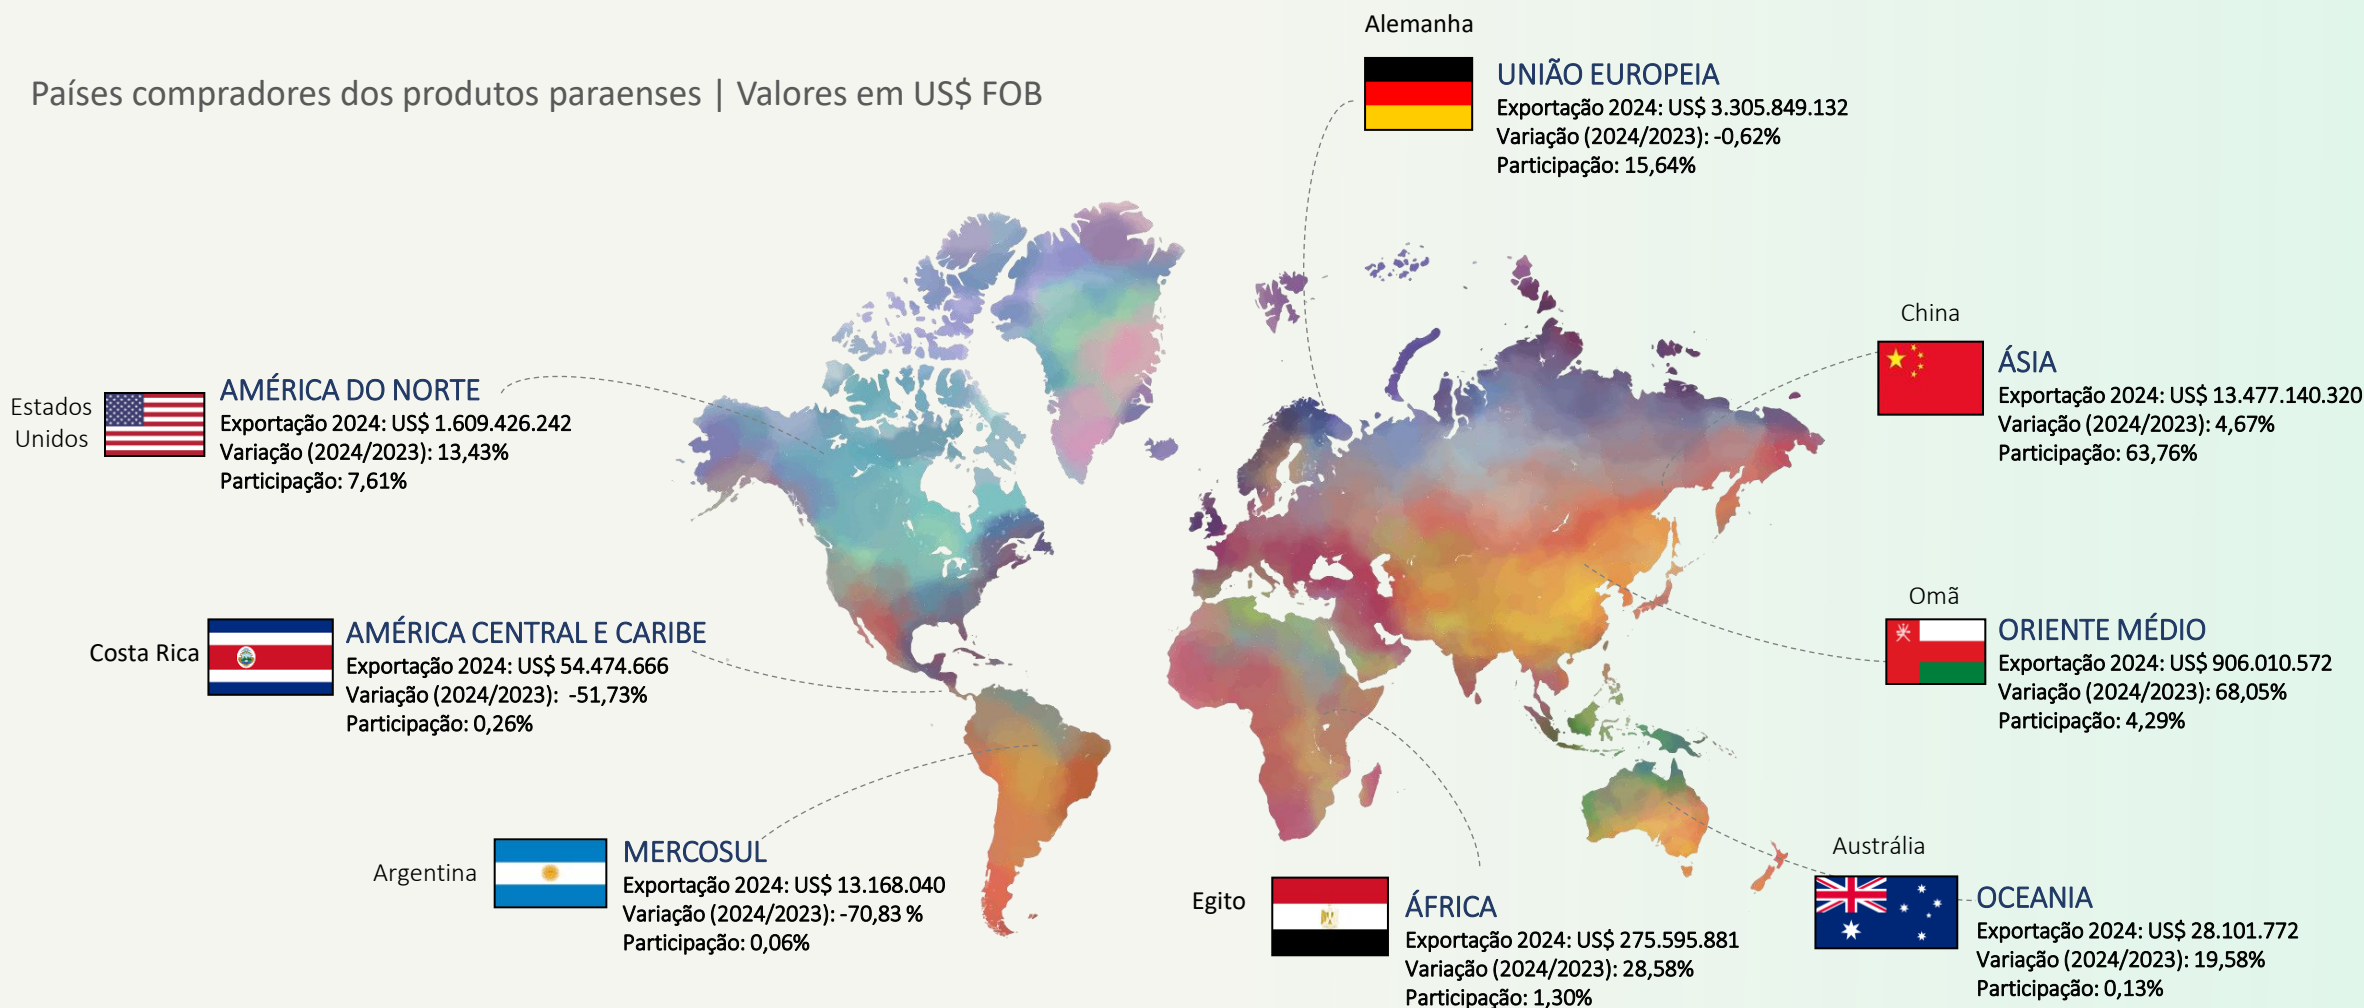 Países compradores dos produtos paraenses | Valores em US$ FOB
Alemanha
UNIÃO EUROPEIA
Exportação 2024: US$ 3.305.849.132
Variação (2024/2023): -0,62%
Participação: 15,64%
China
ÁSIA
Exportação 2024: US$ 13.477.140.320
Variação (2024/2023): 4,67%
Participação: 63,76%
Estados
Unidos
AMÉRICA DO NORTE
Exportação 2024: US$ 1.609.426.242
Variação (2024/2023): 13,43%
Participação: 7,61%
Omã
ORIENTE MÉDIO
Exportação 2024: US$ 906.010.572
Variação (2024/2023): 68,05%
Participação: 4,29%
Costa Rica
AMÉRICA CENTRAL E CARIBE
Exportação 2024: US$ 54.474.666
Variação (2024/2023):  -51,73%
Participação: 0,26%
Argentina
MERCOSUL
Exportação 2024: US$ 13.168.040
Variação (2024/2023): -70,83 %
Participação: 0,06%
Egito
ÁFRICA
Exportação 2024: US$ 275.595.881
Variação (2024/2023): 28,58%
Participação: 1,30%
Austrália
OCEANIA
Exportação 2024: US$ 28.101.772
Variação (2024/2023): 19,58%
Participação: 0,13%